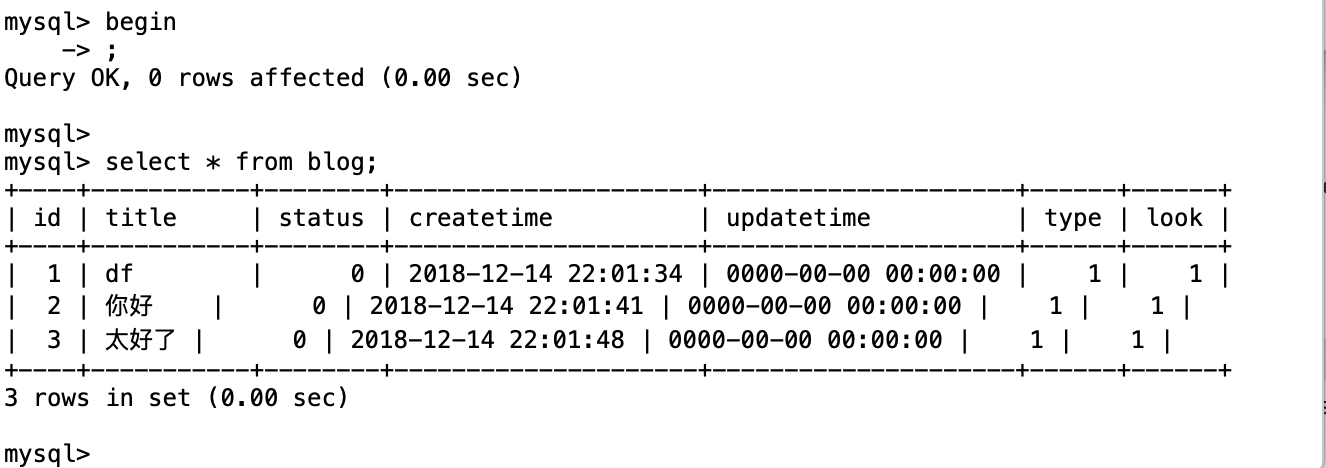 mysql> begin
    -> ;
Query OK, 0 rows affected (0.00 sec)

mysql>
mysql> select * from blog;
+----+-----------+--------+---------------------+---------------------+------+------+
| id | title     | status | createtime          | updatetime          | type | look |
+----+-----------+--------+---------------------+---------------------+------+------+
|  1 | df        |      0 | 2018-12-14 22:01:34 | 0000-00-00 00:00:00 |    1 |    1 |
|  2 | 你好    |      0 | 2018-12-14 22:01:41 | 0000-00-00 00:00:00 |    1 |    1 |
|  3 | 太好了 |      0 | 2018-12-14 22:01:48 | 0000-00-00 00:00:00 |    1 |    1 |
+----+-----------+--------+---------------------+---------------------+------+------+
3 rows in set (0.00 sec)

mysql>